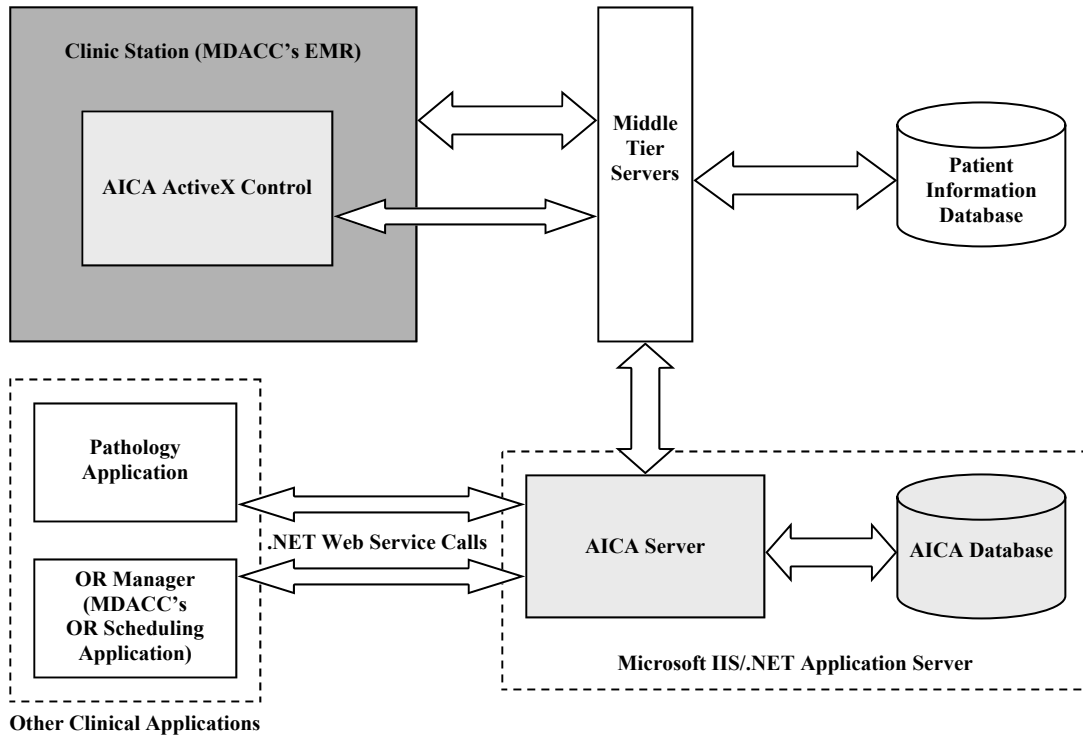 Clinic Station (MDACC’s EMR)
AICA ActiveX Control
Middle
Tier
Servers
Patient
Information
Database
Pathology
Application
.NET Web Service Calls
OR Manager
(MDACC’s
OR Scheduling
Application)
Other Clinical Applications
AICA Server
AICA Database
Microsoft IIS/.NET Application Server